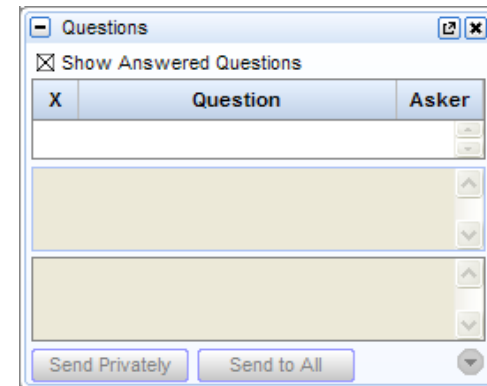 Questions
Show Answered Questions
X Question Asker
Send Privately Send to All